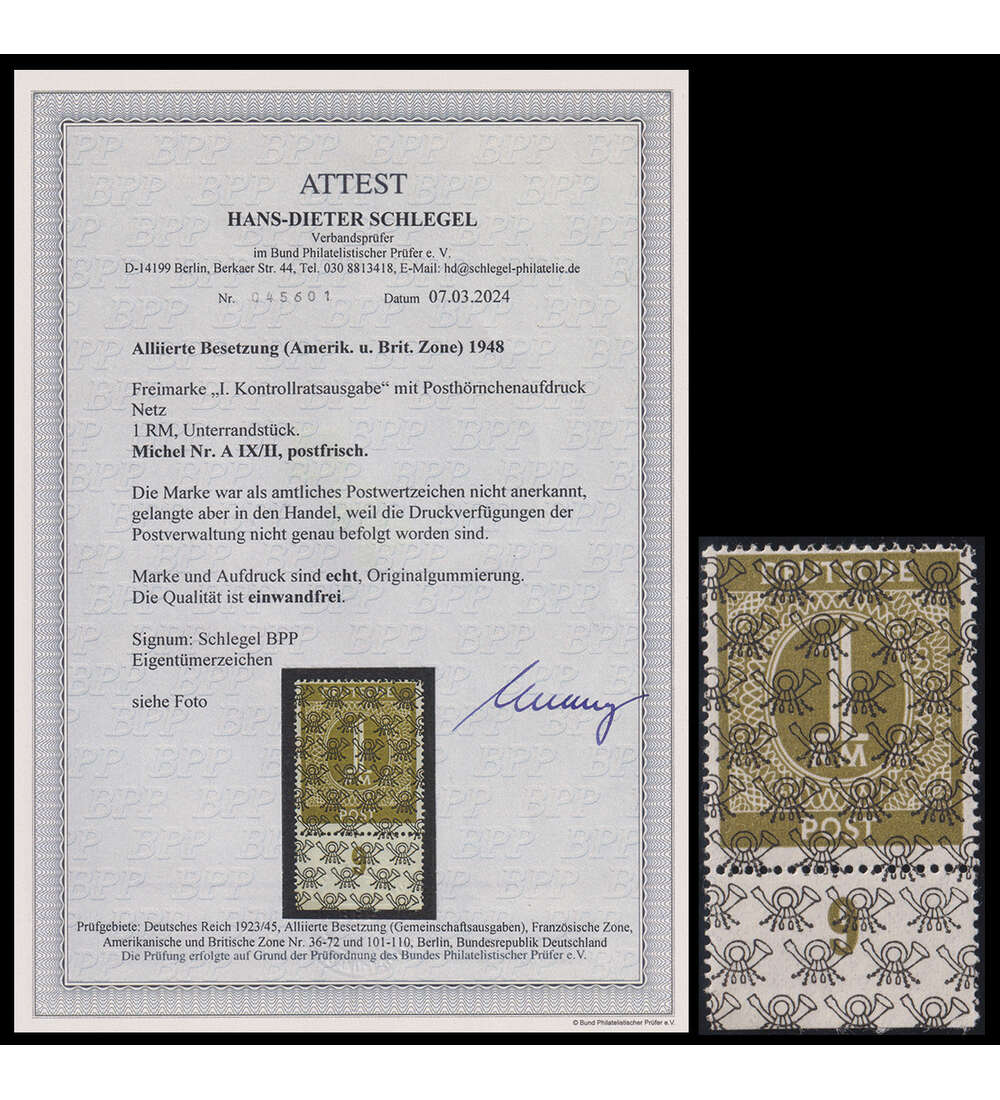 ATTEST
HANS-DIETER SCHLEGEL
Verbandsprüfer
im Bund Philatelistischer Prüfer e. V.
D-14199 Berlin, Berkaer Str. 44, Tel. 030 8813418, E-Mail: hd@schlegel-philatelie.de
Nr. 045601 Datum 07.03.2024
Alliierte Besetzung (Amerik. u. Brit. Zone) 1948
Freimarke „I. Kontrollratsausgabe“ mit Posthörnchenaufdruck
Netz
1 RM, Unterrandstück.
Michel Nr. A IX/II, postfrisch.
Die Marke war als amtliches Postwertzeichen nicht anerkannt,
gelangte aber in den Handel, weil die Druckverfügungen der
Postverwaltung nicht genau befolgt worden sind.
Marke und Aufdruck sind echt, Originalgummierung.
Die Qualität ist einwandfrei.
Signum: Schlegel BPP
Eigentümerzeichen
siehe Foto
1
M
POST
9
Prüfgebiete: Deutsches Reich 1923/45, Alliierte Besetzung (Gemeinschaftsausgaben), Französische Zone,
Amerikanische und Britische Zone Nr. 36-72 und 101-110, Berlin, Bundesrepublik Deutschland
Die Prüfung erfolgte auf Grund der Prüfordnung des Bundes Philatelistischer Prüfer e.V.
© Bund Philatelistischer Prüfer e.V.
DEUTSCHE
1
M
POST
9